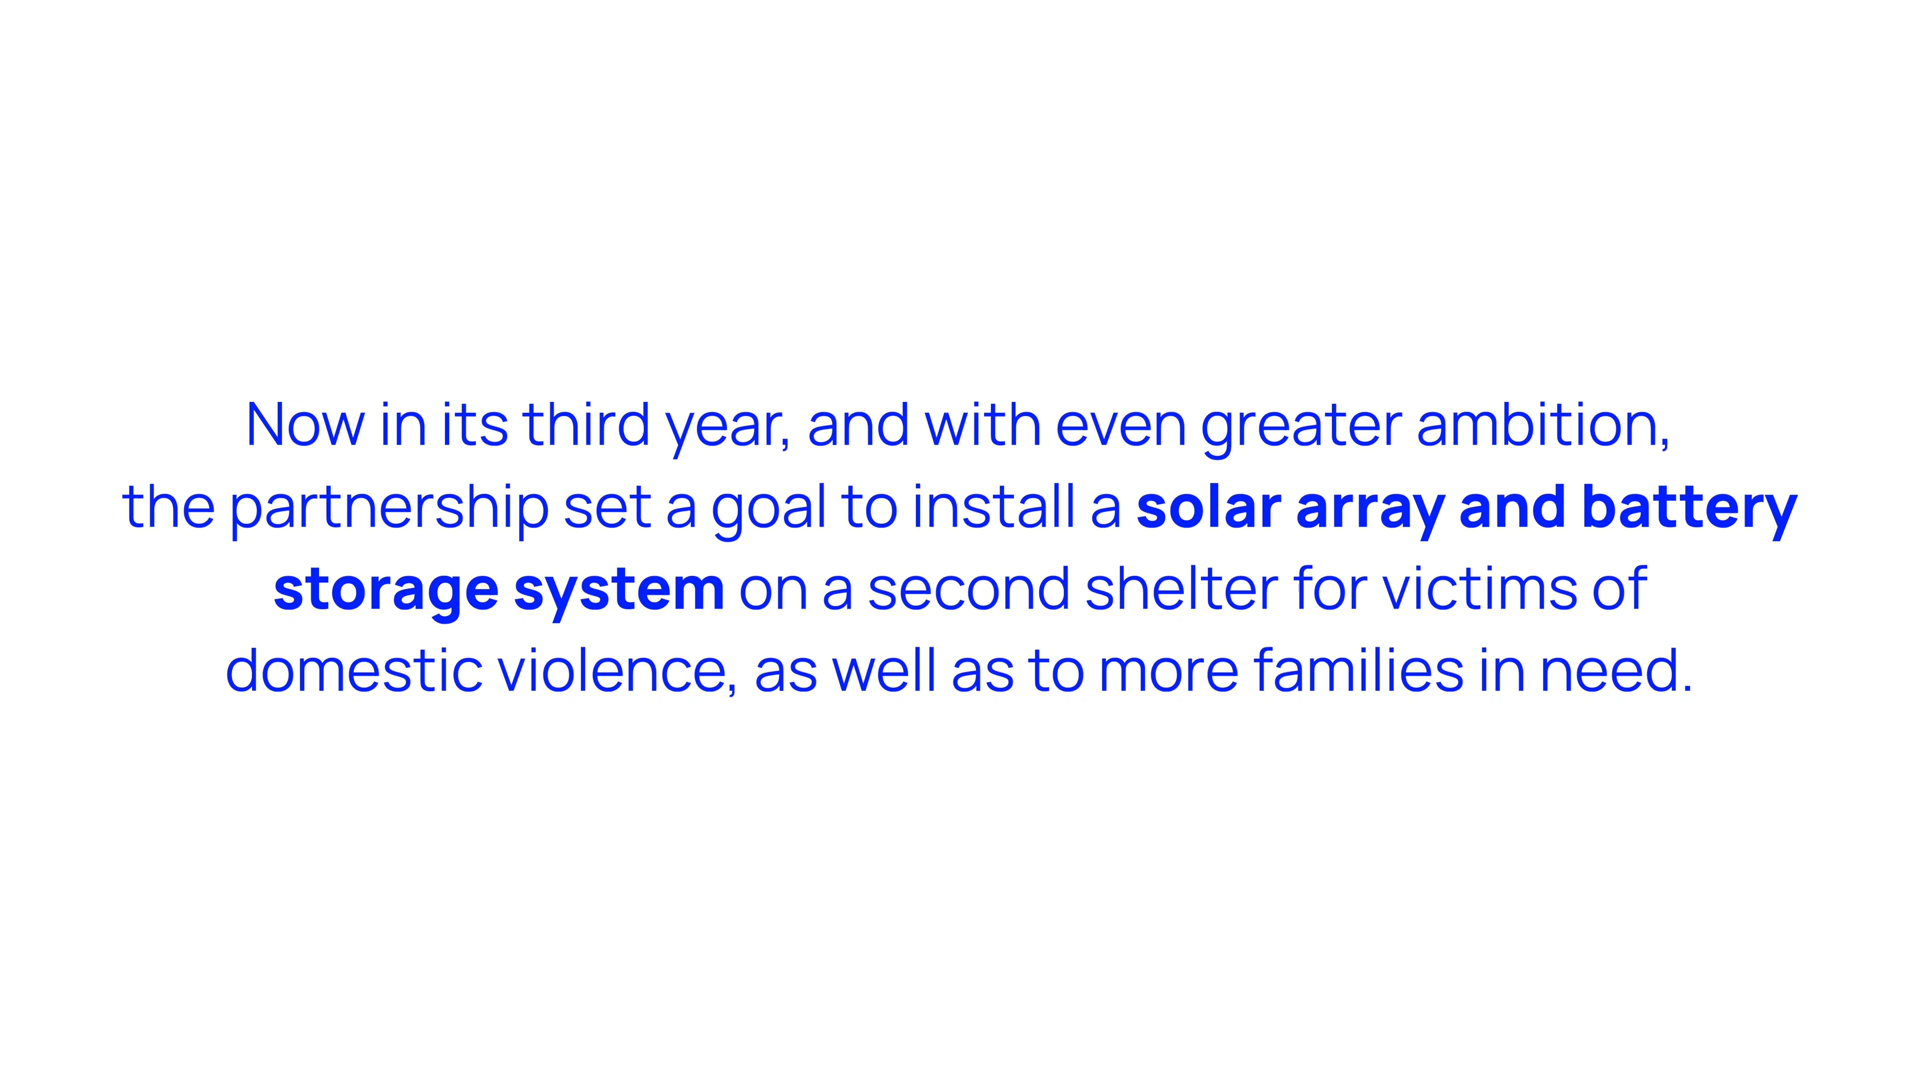 Now in its third year, and with even greater ambition,
the partnership set a goal to install a solar array and battery
storage system on a second shelter for victims of
domestic violence, as well as to more families in need.